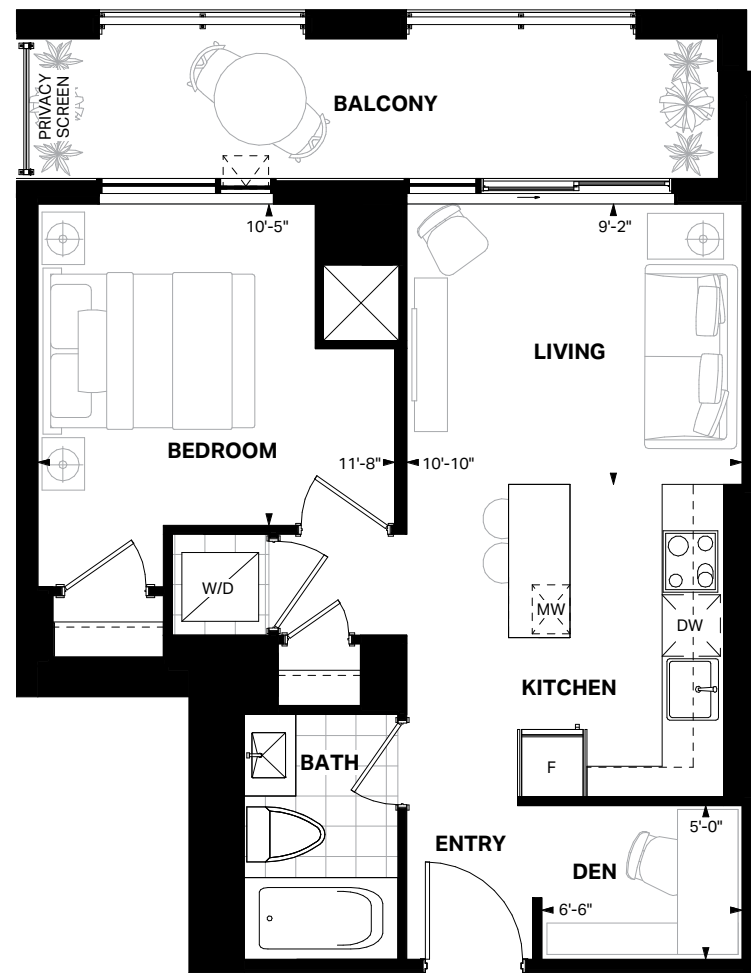 PRIVACY
SCREEN
BALCONY
10'-5"
9'-2"
LIVING
BEDROOM
11'-8"
10'-10"
W/D
MW
DW
KITCHEN
BATH
F
5'-0"
ENTRY
DEN
6'-6"